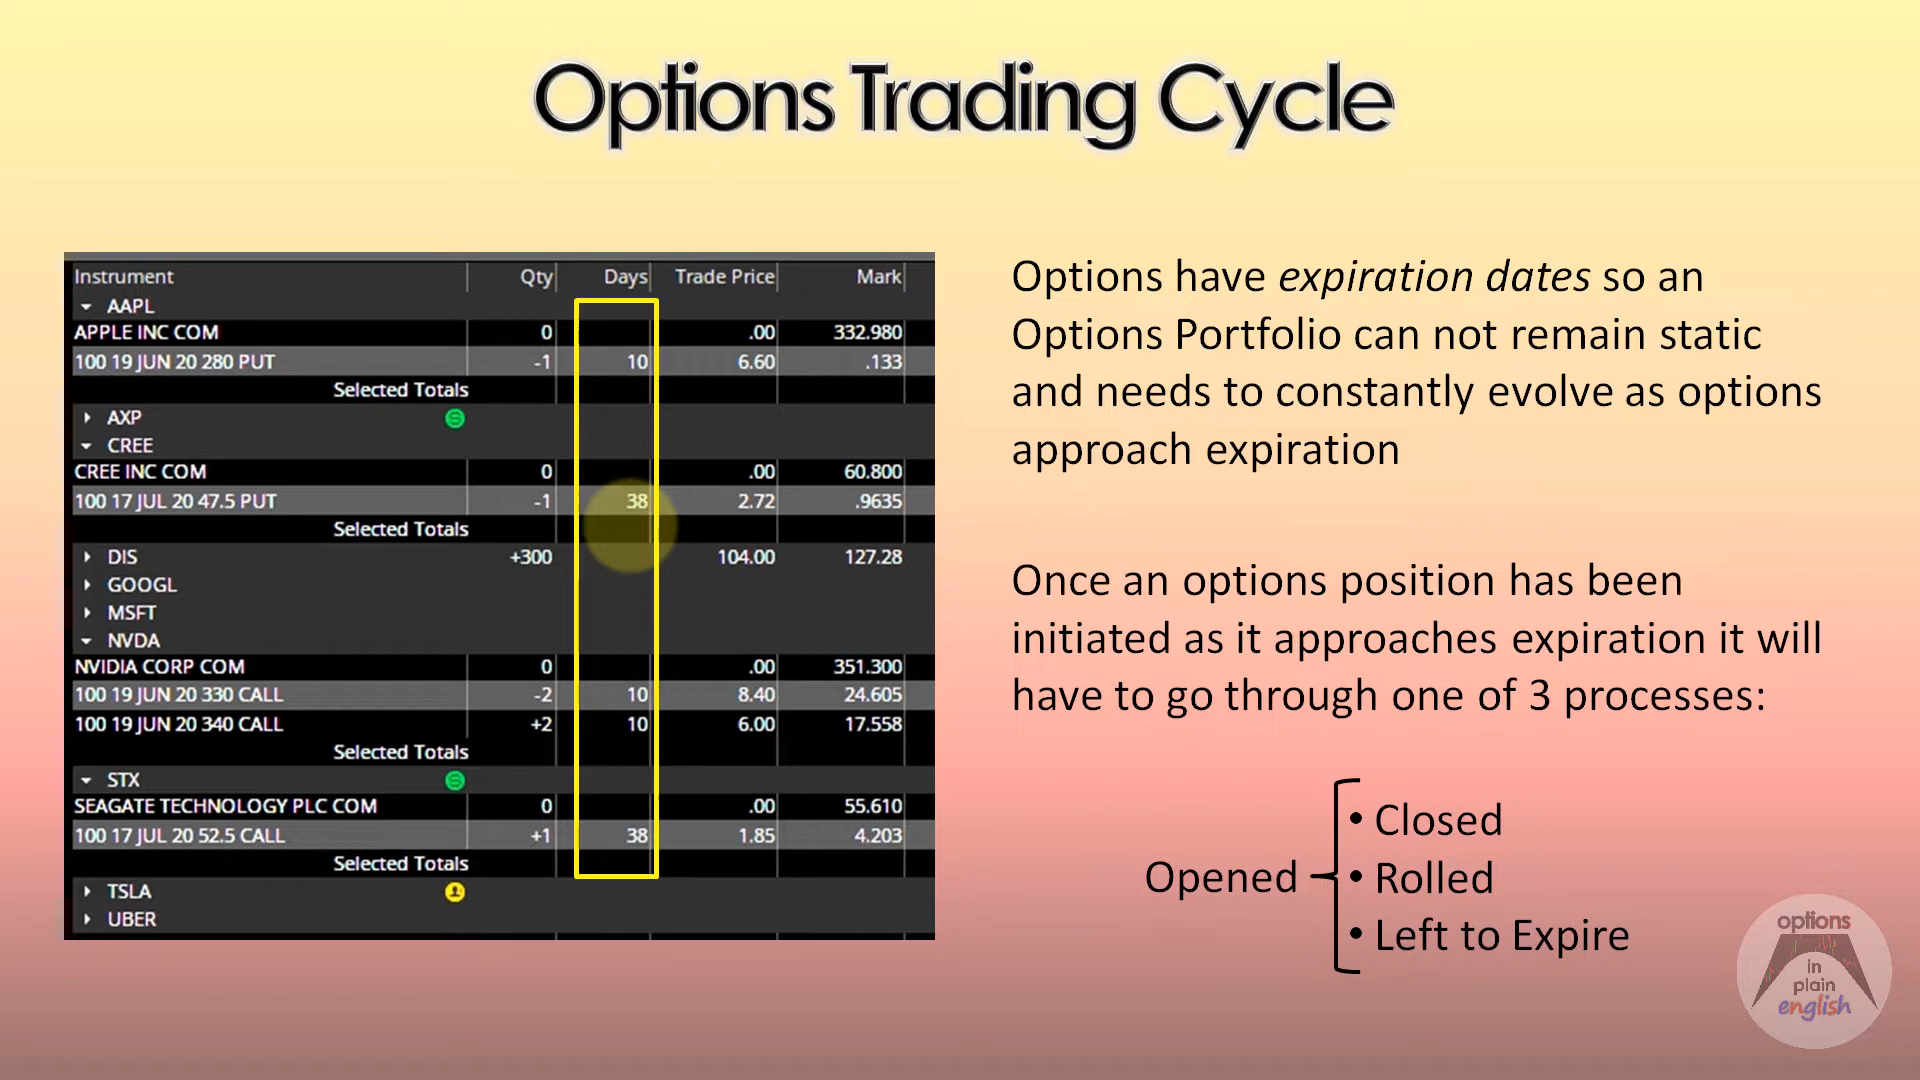 Options Trading Cycle
Instrument Qty Days Trade Price Mark
AAPL
APPLE INC COM 0 .00 332.980
100 19 JUN 20 280 PUT -1 10 6.60 .133
Selected Totals
AXP
CREE
CREE INC COM 0 .00 60.800
100 17 JUL 20 47.5 PUT -1 38 2.72 .9635
Selected Totals
DIS +300 104.00 127.28
GOOGL
MSFT
NVDA
NVIDIA CORP COM 0 .00 351.300
100 19 JUN 20 330 CALL -2 10 8.40 24.605
100 19 JUN 20 340 CALL +2 10 6.00 17.558
Selected Totals
STX
SEAGATE TECHNOLOGY PLC COM 0 .00 55.610
100 17 JUL 20 52.5 CALL +1 38 1.85 4.203
Selected Totals
TSLA
UBER
Options have expiration dates so an
Options Portfolio can not remain static
and needs to constantly evolve as options
approach expiration
Once an options position has been
initiated as it approaches expiration it will
have to go through one of 3 processes:
Opened
• Closed
• Rolled
• Left to Expire
options
in
plain
english